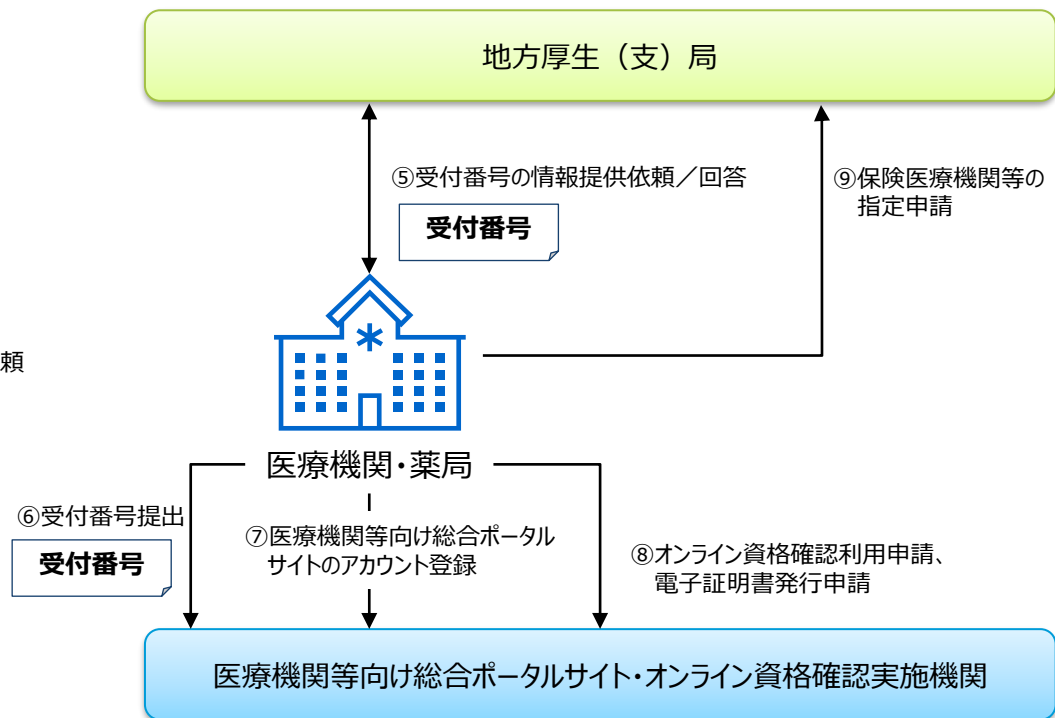 地方厚生（支）局
⑤受付番号の情報提供依頼／回答
受付番号
⑨保険医療機関等の
指定申請
頼
医療機関・薬局
⑥受付番号提出
受付番号
⑦医療機関等向け総合ポータル
サイトのアカウント登録
⑧オンライン資格確認利用申請、
電子証明書発行申請
医療機関等向け総合ポータルサイト・オンライン資格確認実施機関